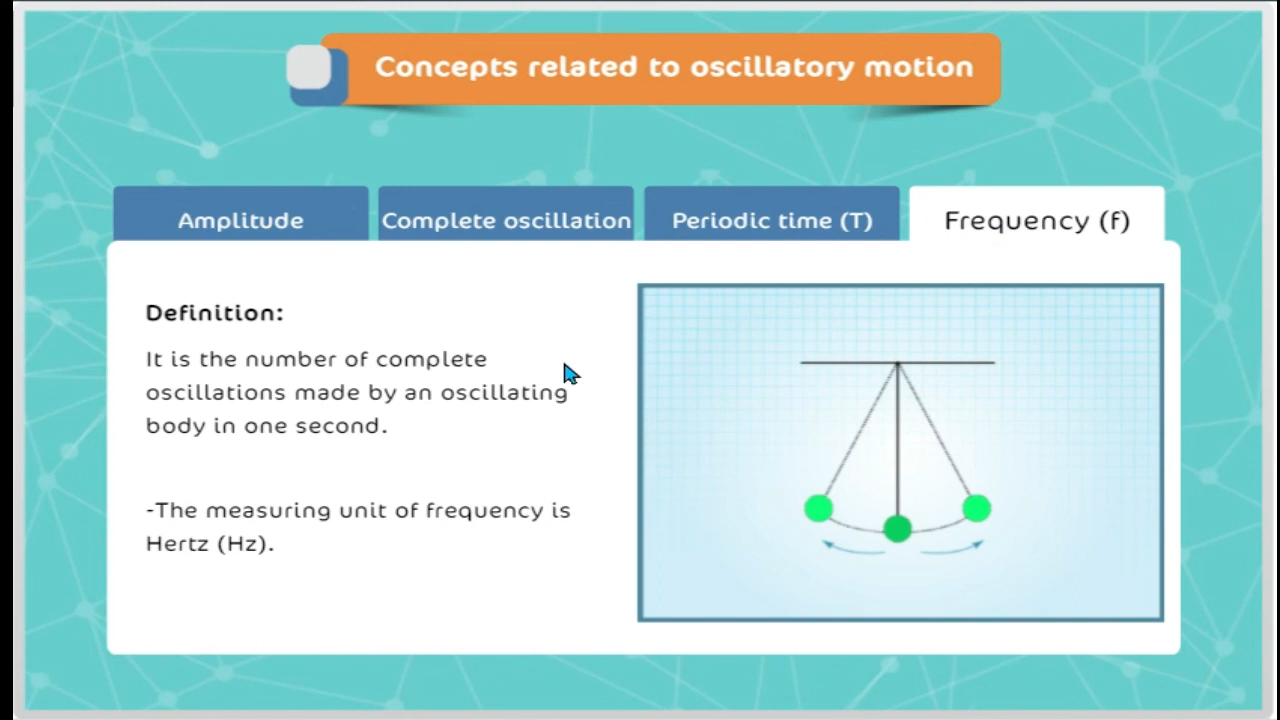 Concepts related to oscillatory motion
Amplitude
Complete oscillation
Periodic time (T)
Frequency (f)
Definition:
It is the number of complete
oscillations made by an oscillating
body in one second.
-The measuring unit of frequency is
Hertz (Hz).